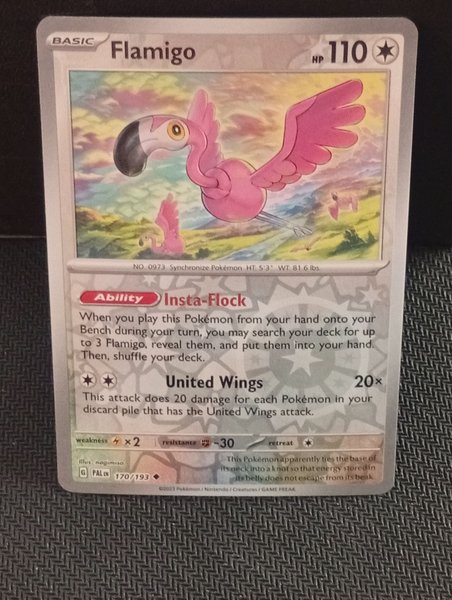 BASIC Flamigo HP 110
NO. 0973 Synchronize Pokémon HT. 5'3" WT. 81.6 lbs.
Ability Insta-Flock
When you play this Pokémon from your hand onto your
Bench during your turn, you may search your deck for up
to 3 Flamigo, reveal them, and put them into your hand.
Then, shuffle your deck.
United Wings 20×
This attack does 20 damage for each Pokémon in your
discard pile that has the United Wings attack.
weakness ×2 resistance -30 retreat
Illus. nagimiso
G PAL EN 170/193
This Pokémon apparently ties the base of
its neck into a knot so that energy stored in
its belly does not escape from its beak.
©2023 Pokémon / Nintendo / Creatures / GAME FREAK